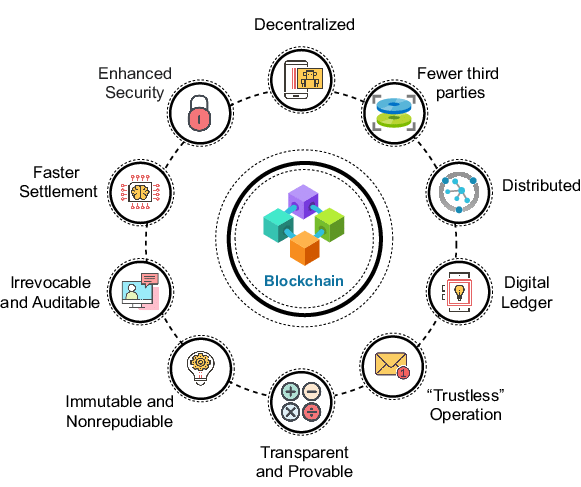 Decentralized
Enhanced
Security
Fewer third
parties
Faster
Settlement
Distributed
Blockchain
Irrevocable
and Auditable
Digital
Ledger
1
Immutable and
Nonrepudiable
“Trustless”
Operation
Transparent
and Provable